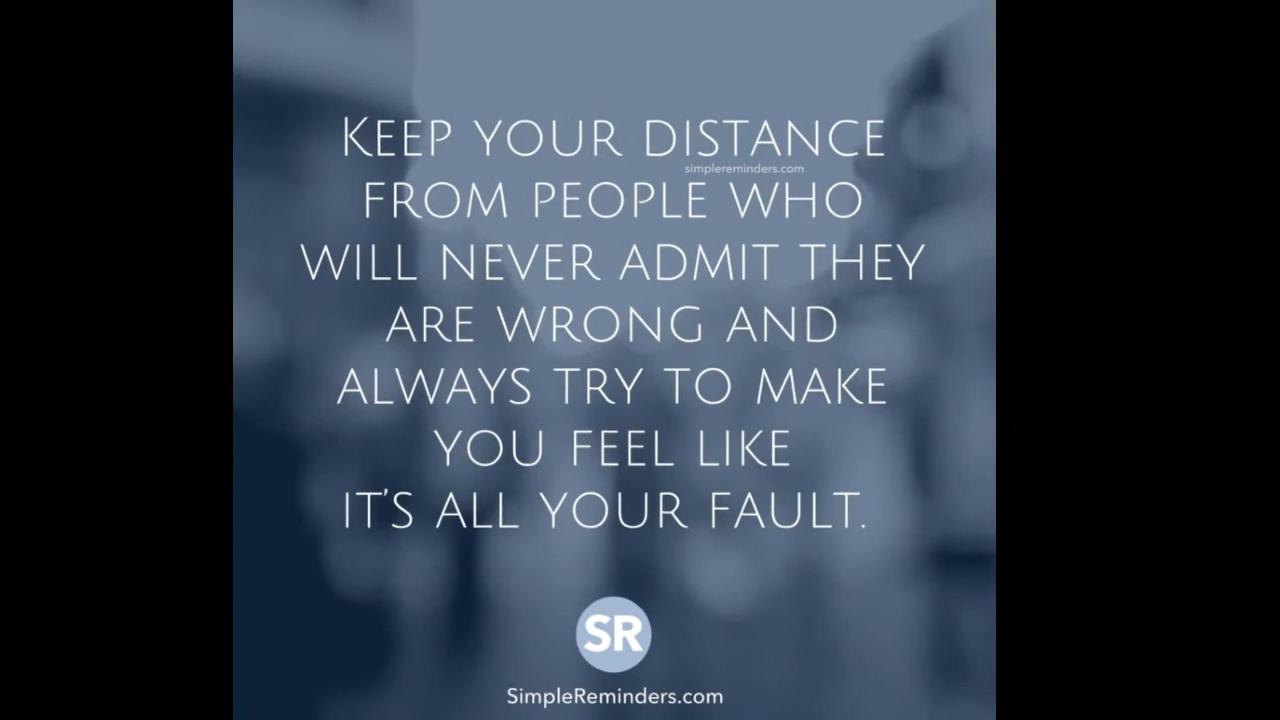 KEEP YOUR DISTANCE
simplereminders.com
FROM PEOPLE WHO
WILL NEVER ADMIT THEY
ARE WRONG AND
ALWAYS TRY TO MAKE
YOU FEEL LIKE
IT'S ALL YOUR FAULT.
SR
SimpleReminders.com